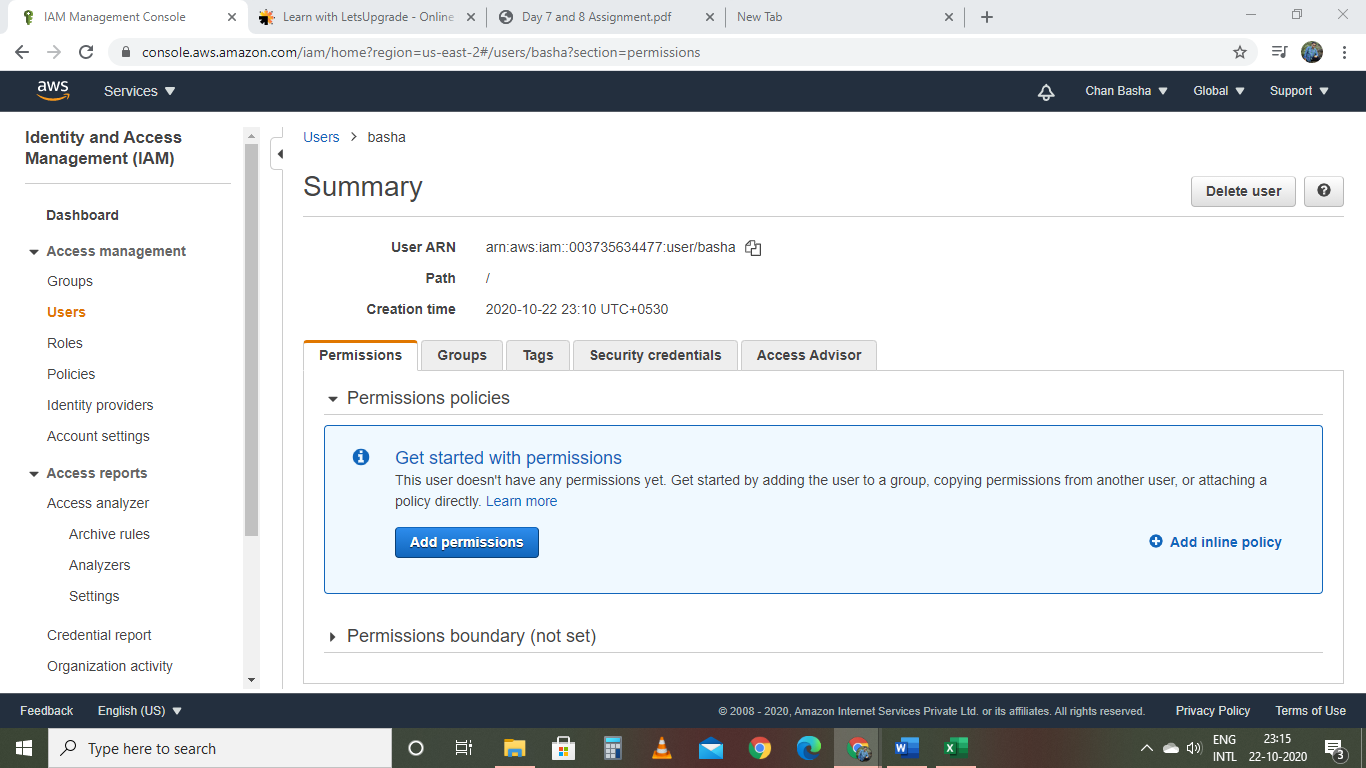 IAM Management Console
Learn with LetsUpgrade - Online
Day 7 and 8 Assignment.pdf
New Tab
console.aws.amazon.com/iam/home?region=us-east-2#/users/basha?section=permissions
aws
Services
Chan Basha
Global
Support
Identity and Access
Management (IAM)
Dashboard
Access management
Groups
Users
Roles
Policies
Identity providers
Account settings
Access reports
Access analyzer
Archive rules
Analyzers
Settings
Credential report
Organization activity
Users > basha
Summary
Delete user
?
User ARN arn:aws:iam::003735634477:user/basha
Path /
Creation time 2020-10-22 23:10 UTC+0530
Permissions
Groups
Tags
Security credentials
Access Advisor
Permissions policies
Get started with permissions
This user doesn't have any permissions yet. Get started by adding the user to a group, copying permissions from another user, or attaching a
policy directly. Learn more
Add permissions
Add inline policy
Permissions boundary (not set)
Feedback
English (US)
© 2008 - 2020, Amazon Internet Services Private Ltd. or its affiliates. All rights reserved.
Privacy Policy
Terms of Use
Type here to search
ENG
INTL
23:15
22-10-2020
3